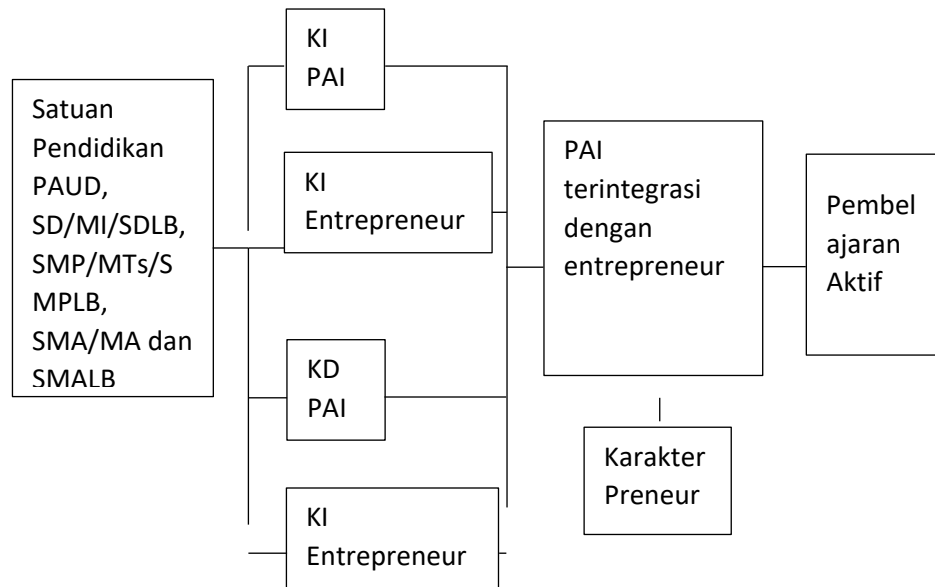 Satuan
Pendidikan
PAUD,
SD/MI/SDLB,
SMP/MTs/S
MPLB,
SMA/MA dan
SMALB
KI
PAI
KI
Entrepreneur
KD
PAI
KI
Entrepreneur
PAI
terintegrasi
dengan
entrepreneur
Karakter
Preneur
Pembel
ajaran
Aktif